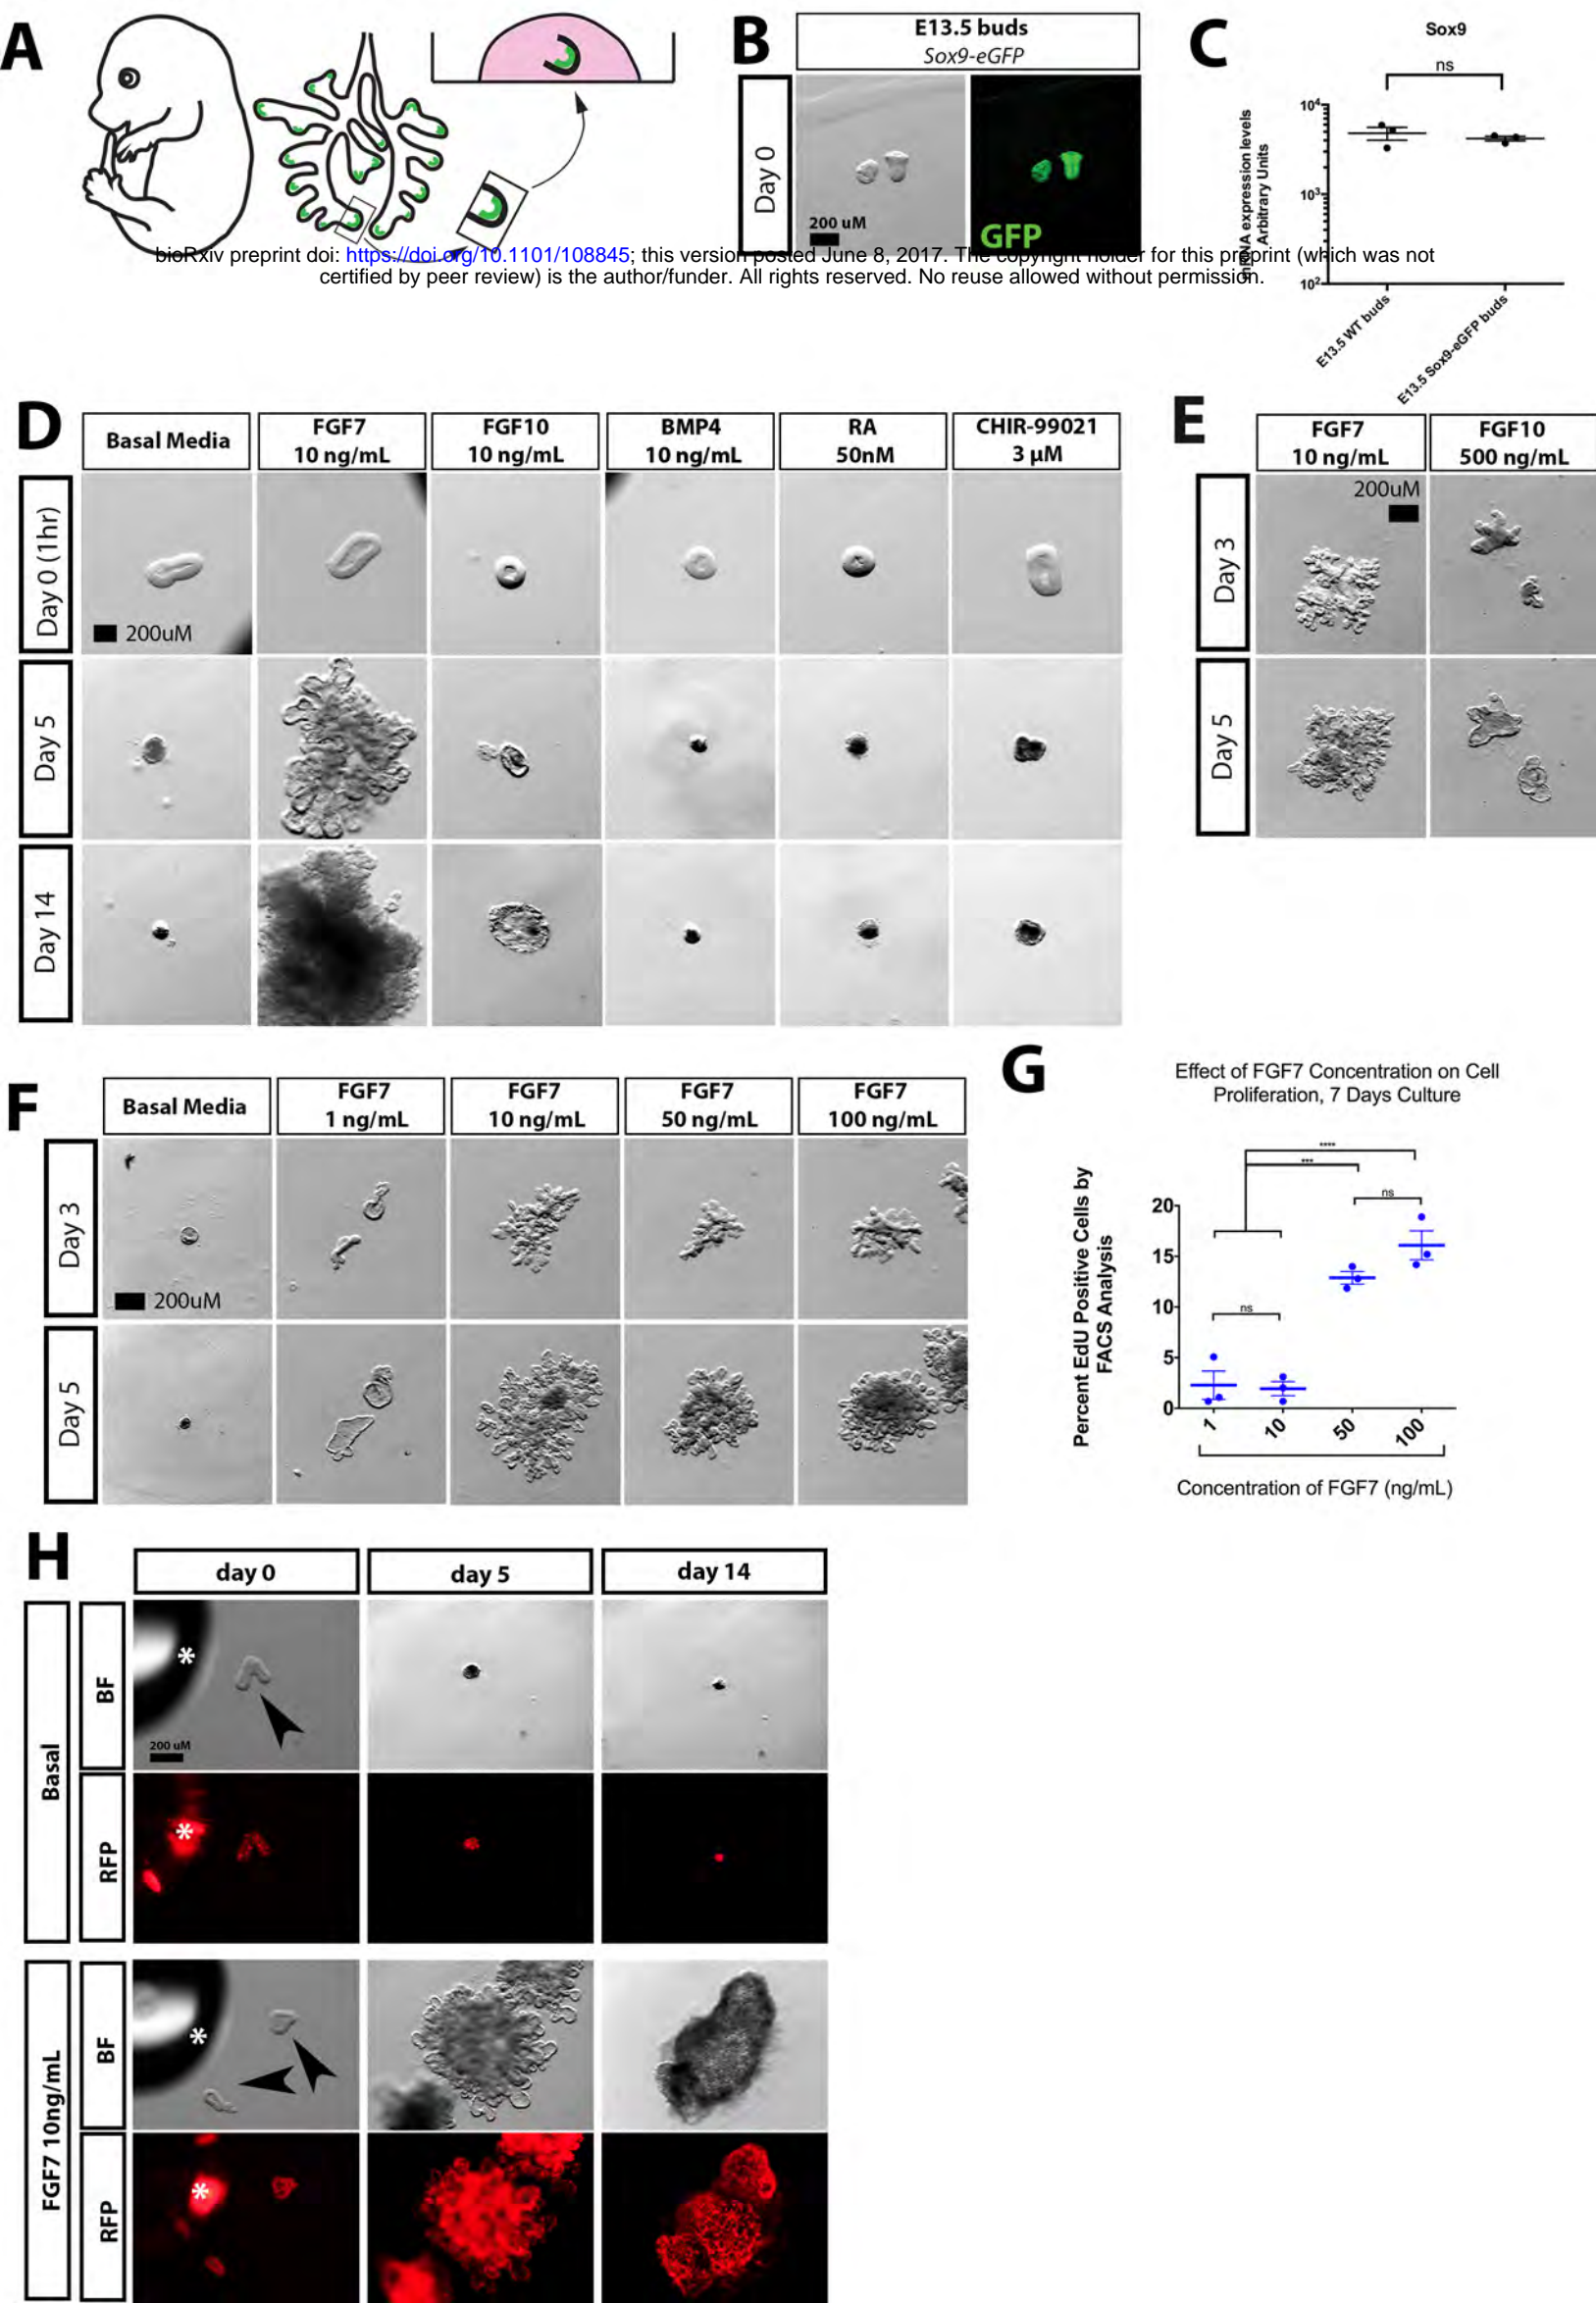 A
B
E13.5 buds
Sox9-eGFP
Day 0
200 uM
GFP
C
Sox9
ns
mRNA expression levels
Arbitrary Units
10⁴
10³
10²
E13.5 WT buds
E13.5 Sox9-eGFP buds
bioRxiv preprint doi: https://doi.org/10.1101/108845; this version posted June 8, 2017. The copyright holder for this preprint (which was not
certified by peer review) is the author/funder. All rights reserved. No reuse allowed without permission.
D
Basal Media
FGF7
10 ng/mL
FGF10
10 ng/mL
BMP4
10 ng/mL
RA
50nM
CHIR-99021
3 µM
Day 0 (1hr)
200uM
Day 5
Day 14
E
FGF7
10 ng/mL
FGF10
500 ng/mL
200uM
Day 3
Day 5
F
Basal Media
FGF7
1 ng/mL
FGF7
10 ng/mL
FGF7
50 ng/mL
FGF7
100 ng/mL
Day 3
200uM
Day 5
G
Effect of FGF7 Concentration on Cell
Proliferation, 7 Days Culture
Percent EdU Positive Cells by
FACS Analysis
****
***
ns
ns
20
15
10
5
0
1
10
50
100
Concentration of FGF7 (ng/mL)
H
day 0
day 5
day 14
Basal
BF
*
200 uM
RFP
*
FGF7 10ng/mL
BF
*
RFP
*